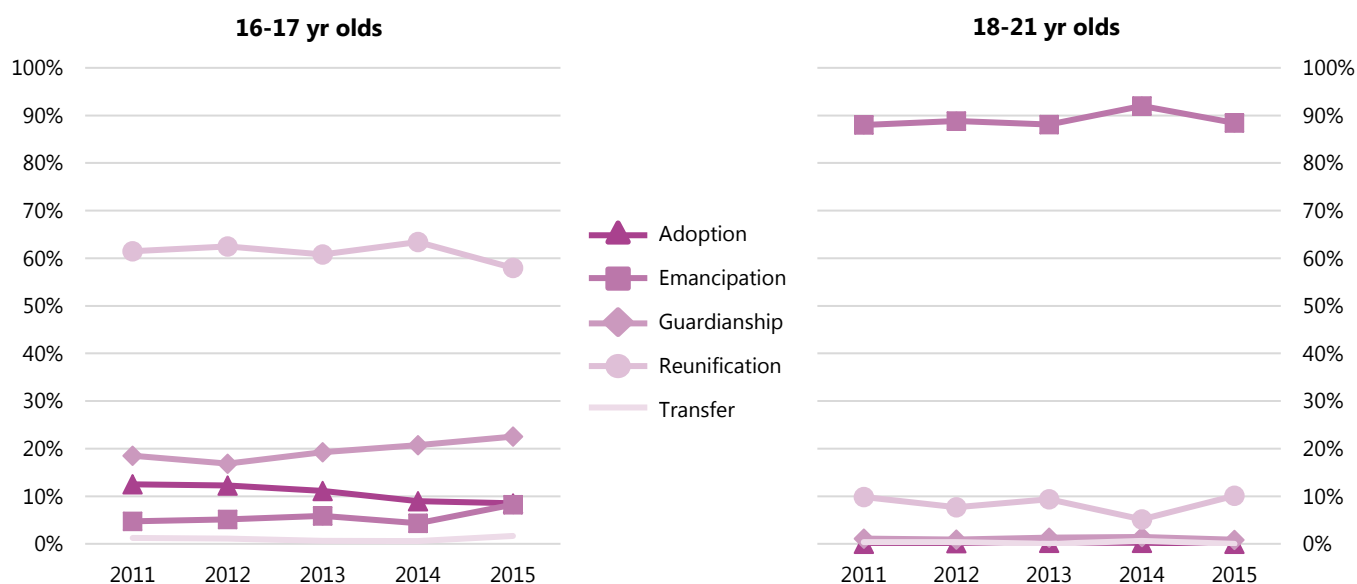 16-17 yr olds
100%
90%
80%
70%
60%
50%
40%
30%
20%
10%
0%
2011 2012 2013 2014 2015
Adoption
Emancipation
Guardianship
Reunification
Transfer
18-21 yr olds
100%
90%
80%
70%
60%
50%
40%
30%
20%
10%
0%
2011 2012 2013 2014 2015